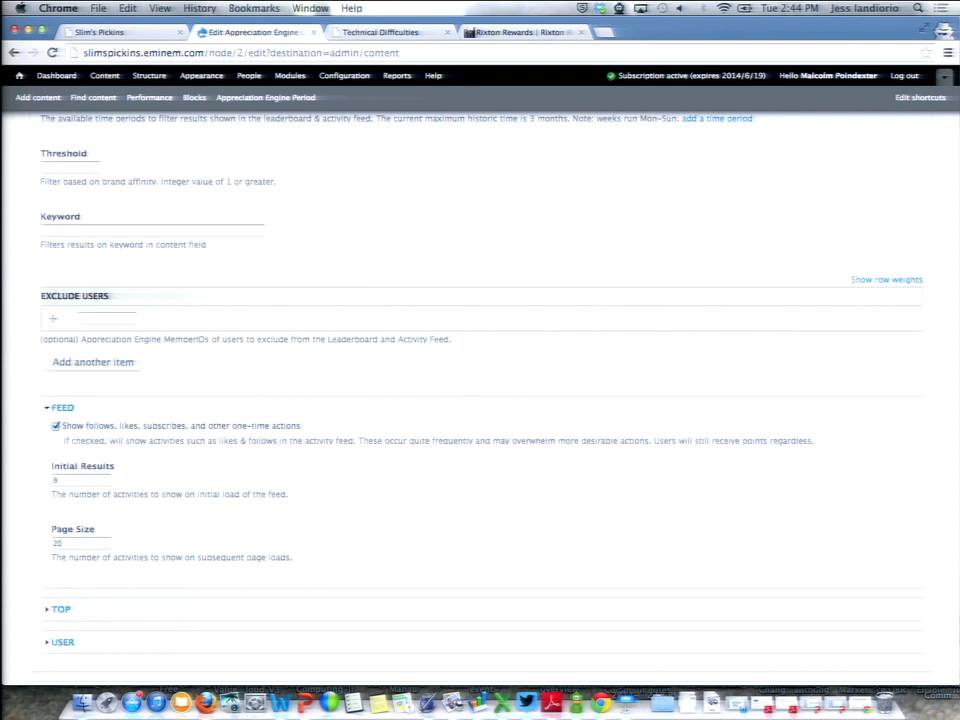 Chrome File Edit View History Bookmarks Window Help Tue 2:44 PM Jess Iandiorio
Slim's Pickins Edit Appreciation Engine Technical Difficulties Rixton Rewards | Rixton
slimspickins.eminem.com/node/2/edit?destination=admin/content
Dashboard Content Structure Appearance People Modules Configuration Reports Help Subscription active (expires 2014/6/19) Hello Malcolm Poindexter Log out
Add content Find content Performance Blocks Appreciation Engine Period Edit shortcuts
The available time periods to filter results shown in the leaderboard & activity feed. The current maximum historic time is 3 months. Note: weeks run Mon-Sun. add a time period
Threshold
Filter based on brand affinity. Integer value of 1 or greater.
Keyword
Filters results on keyword in content field
Show row weights
EXCLUDE USERS
(optional) Appreciation Engine MemberIDs of users to exclude from the Leaderboard and Activity Feed.
Add another item
FEED
Show follows, likes, subscribes, and other one-time actions
If checked, will show activities such as likes & follows in the activity feed. These occur quite frequently and may overwhelm more desirable actions. Users will still receive points regardless.
Initial Results
8
The number of activities to show on initial load of the feed.
Page Size
20
The number of activities to show on subsequent page loads.
TOP
USER